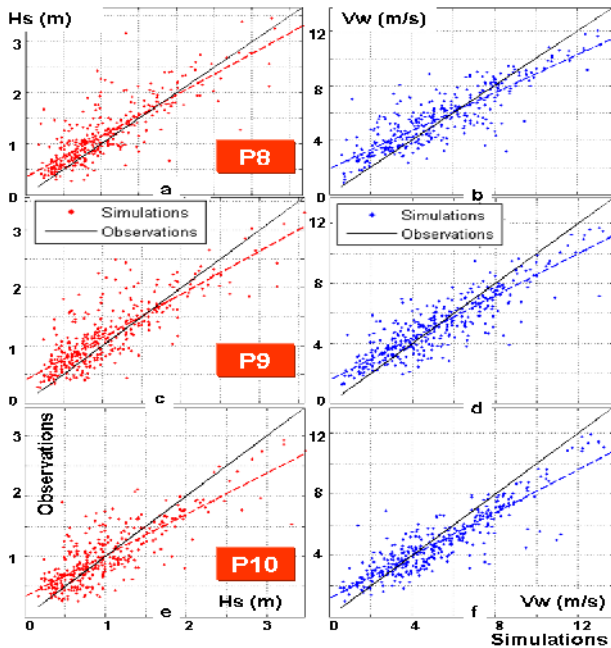 Hs (m)
Vw (m/s)
3
2
1
0
P8
a
12
8
4
0
b
Simulations
Observations
3
2
1
0
P9
c
Simulations
Observations
12
8
4
0
d
Observations
3
2
1
P10
e
Hs (m)
0 1 2 3
12
8
4
f
Vw (m/s)
0 4 8 12
Simulations